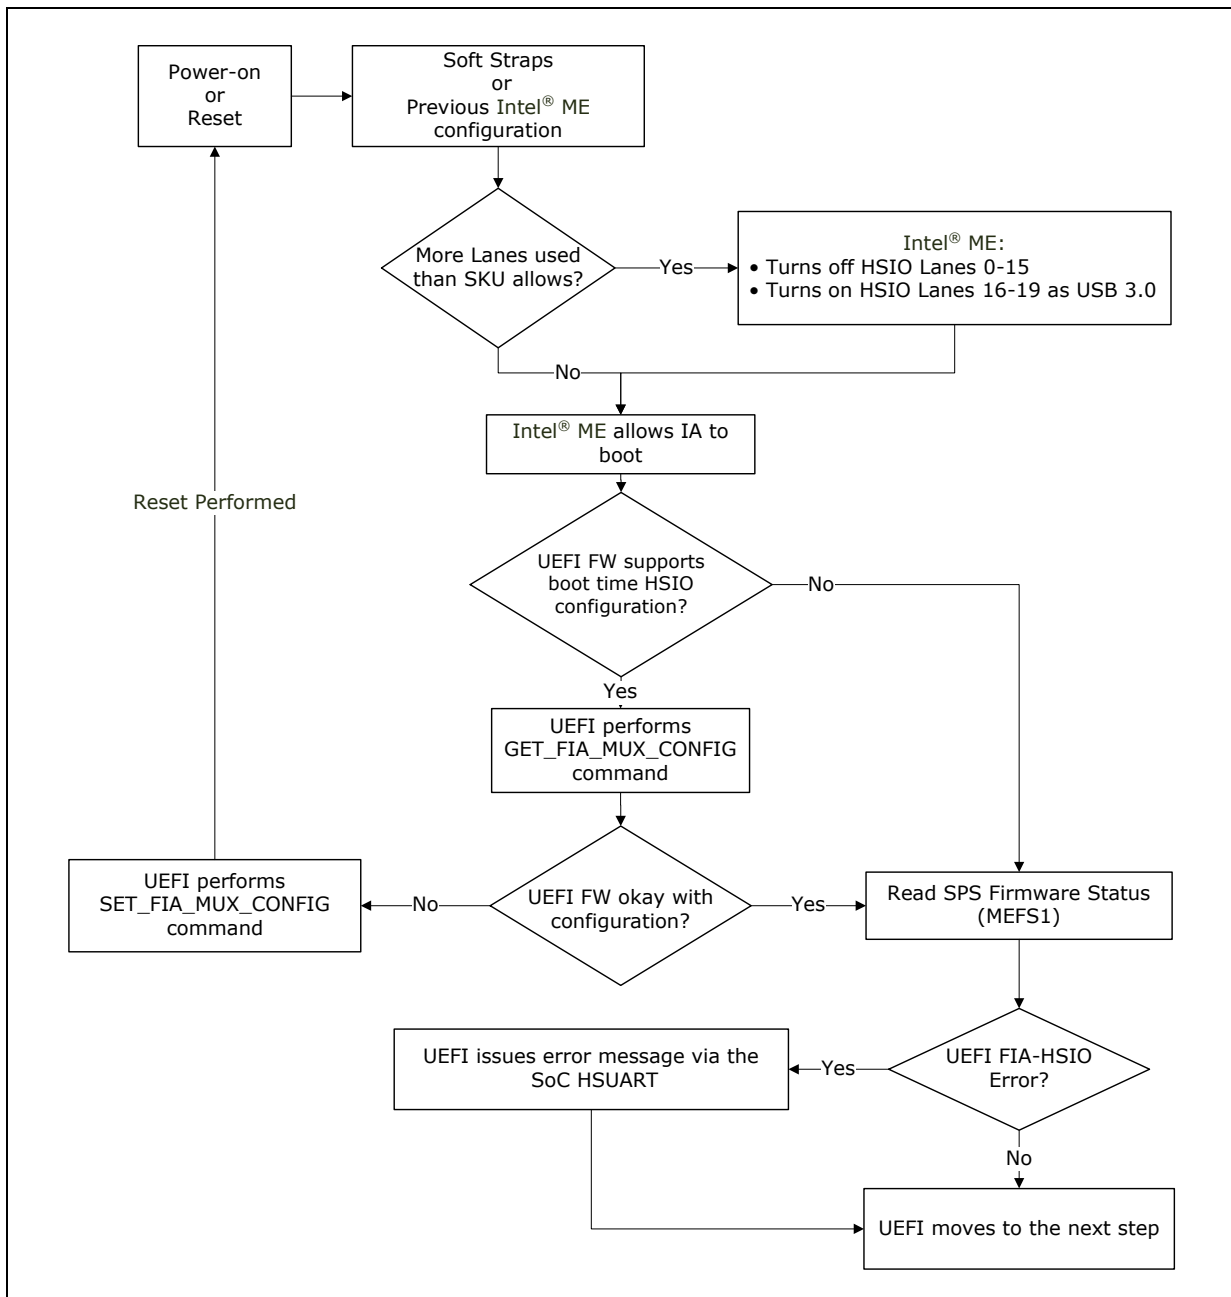 Power-on
or
Reset
Soft Straps
or
Previous Intel® ME
configuration
More Lanes used
than SKU allows?
Yes
Intel® ME:
• Turns off HSIO Lanes 0-15
• Turns on HSIO Lanes 16-19 as USB 3.0
No
Intel® ME allows IA to
boot
Reset Performed
UEFI FW supports
boot time HSIO
configuration?
No
Yes
UEFI performs
GET_FIA_MUX_CONFIG
command
UEFI performs
SET_FIA_MUX_CONFIG
command
No
UEFI FW okay with
configuration?
Yes
Read SPS Firmware Status
(MEFS1)
UEFI issues error message via the
SoC HSUART
Yes
UEFI FIA-HSIO
Error?
No
UEFI moves to the next step